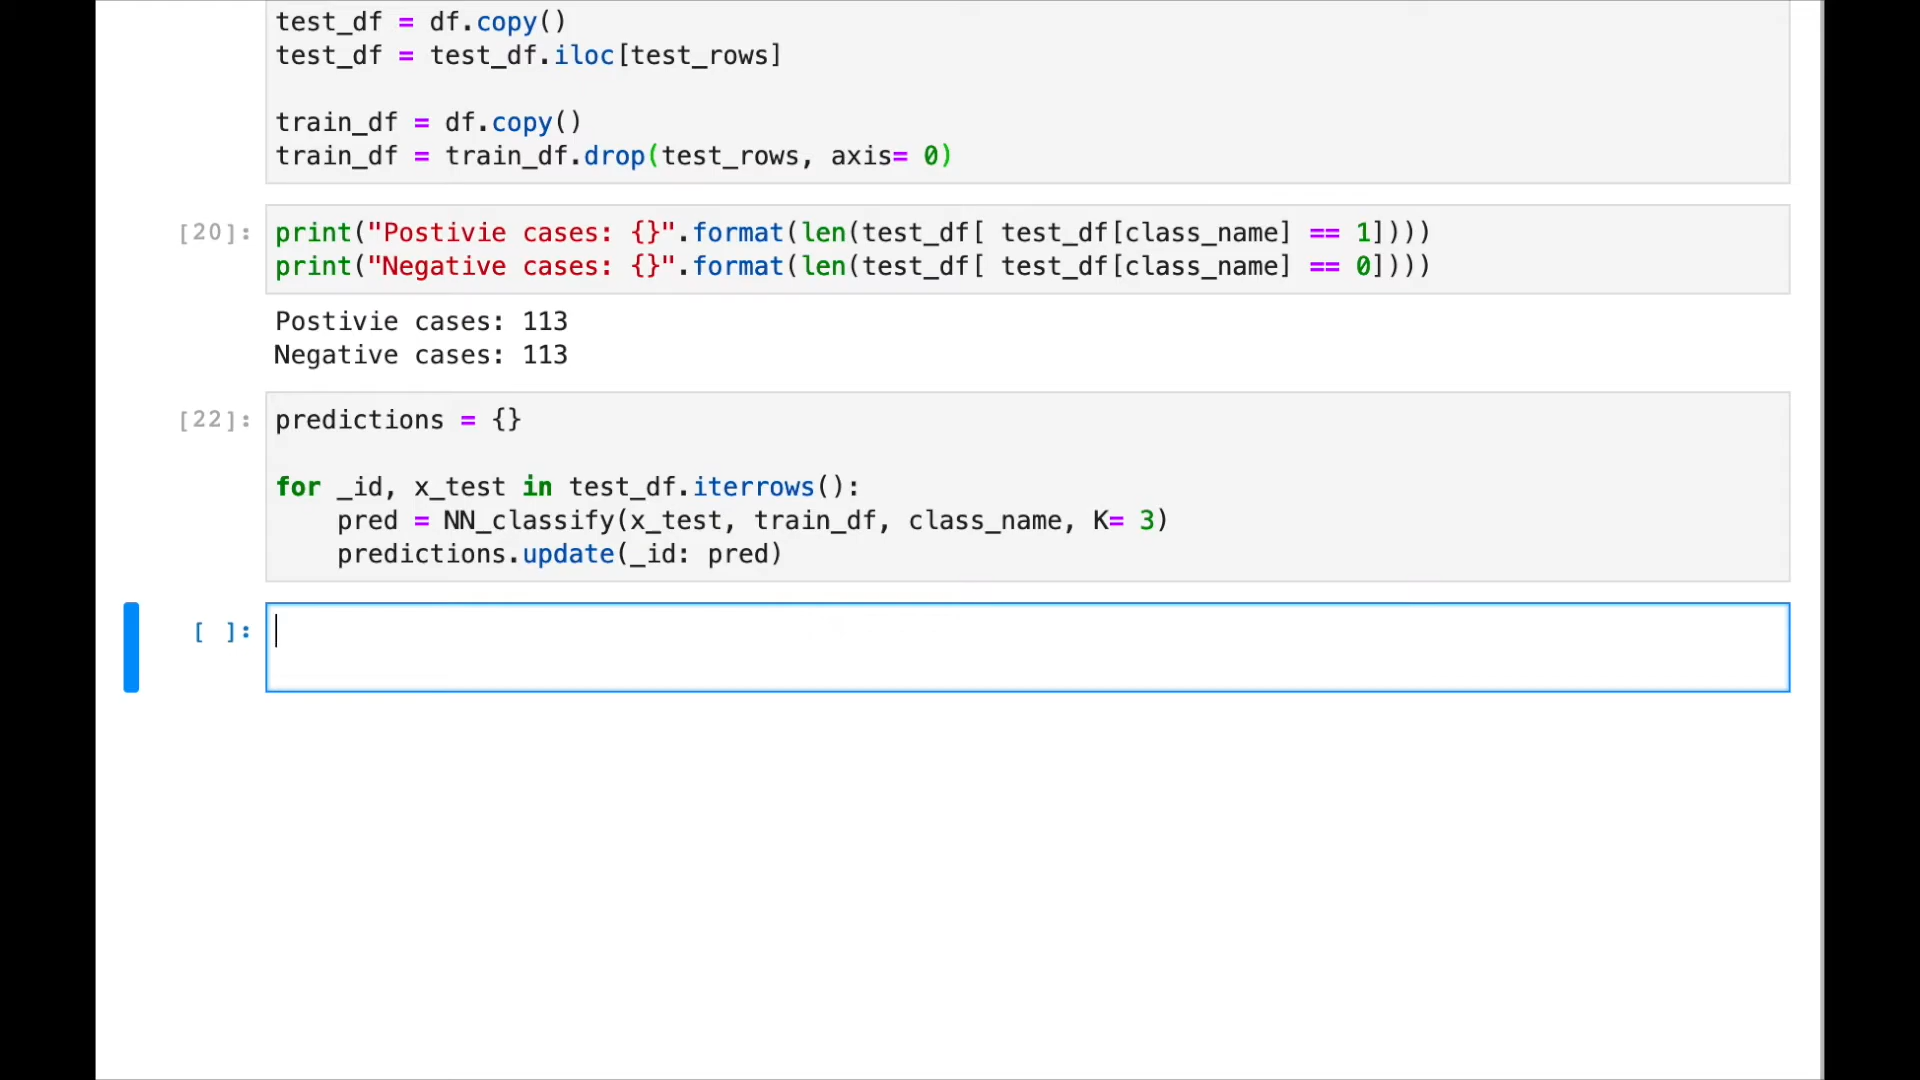 test_df = df.copy()
test_df = test_df.iloc[test_rows]
train_df = df.copy()
train_df = train_df.drop(test_rows, axis= 0)
[20]: print("Postivie cases: {}".format(len(test_df[ test_df[class_name] == 1])))
print("Negative cases: {}".format(len(test_df[ test_df[class_name] == 0])))
Postivie cases: 113
Negative cases: 113
[22]: predictions = {}
for _id, x_test in test_df.iterrows():
pred = NN_classify(x_test, train_df, class_name, K= 3)
predictions.update(_id: pred)
[ ]: